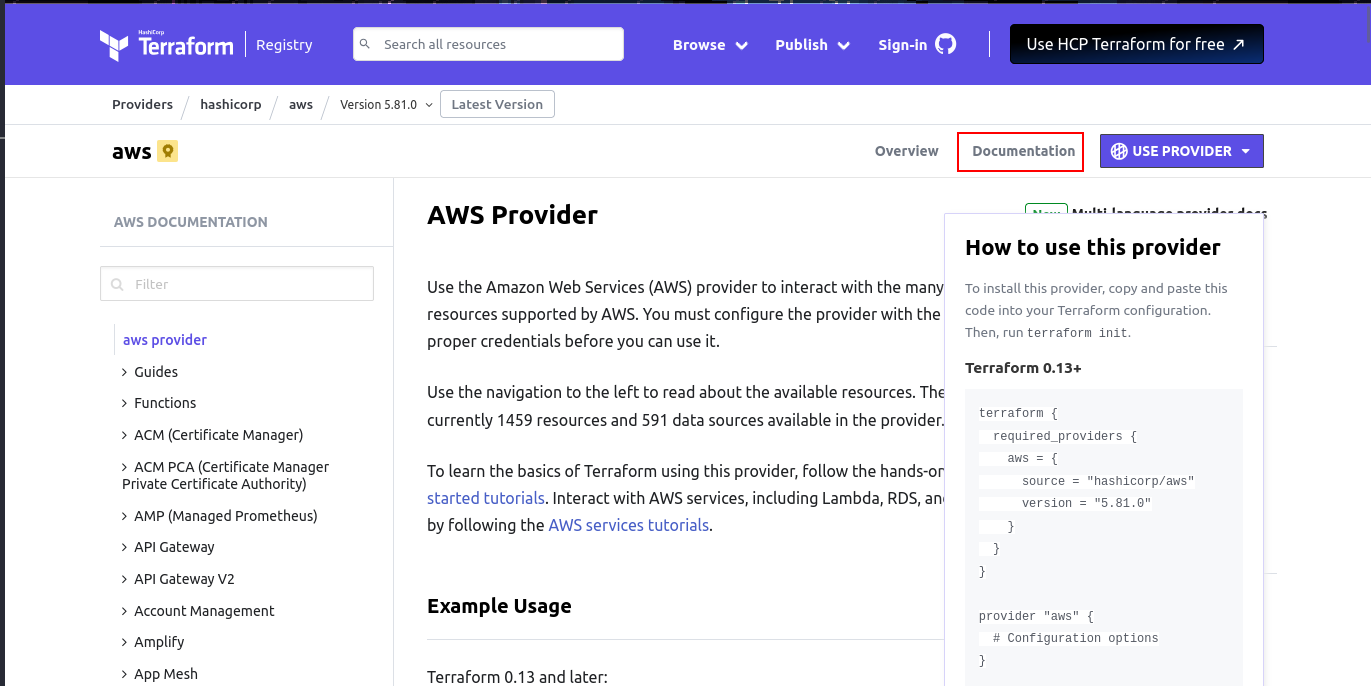 HashiCorp
Terraform
Registry
Search all resources
Browse
Publish
Sign-in
Use HCP Terraform for free
Providers
hashicorp
aws
Version 5.81.0
Latest Version
aws
Overview
Documentation
USE PROVIDER
AWS DOCUMENTATION
Filter
aws provider
Guides
Functions
ACM (Certificate Manager)
ACM PCA (Certificate Manager
Private Certificate Authority)
AMP (Managed Prometheus)
API Gateway
API Gateway V2
Account Management
Amplify
App Mesh
AWS Provider
New Multi-language provider docs
Use the Amazon Web Services (AWS) provider to interact with the many
resources supported by AWS. You must configure the provider with the
proper credentials before you can use it.
Use the navigation to the left to read about the available resources. The
currently 1459 resources and 591 data sources available in the provider.
To learn the basics of Terraform using this provider, follow the hands-on
started tutorials. Interact with AWS services, including Lambda, RDS, and
by following the AWS services tutorials.
Example Usage
Terraform 0.13 and later:
How to use this provider
To install this provider, copy and paste this
code into your Terraform configuration.
Then, run terraform init.
Terraform 0.13+
terraform {
  required_providers {
    aws = {
      source = "hashicorp/aws"
      version = "5.81.0"
    }
  }
}
provider "aws" {
  # Configuration options
}